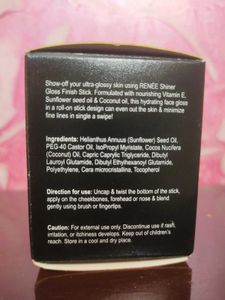 Show-off your ultra-glossy skin using RENÉE Shiner
Gloss Finish Stick. Formulated with nourishing Vitamin E,
Sunflower seed oil & Coconut oil, this hydrating face gloss
in a roll-on stick design can even out the skin & minimize
fine lines in single a swipe!
Ingredients: Helianthus Annuus (Sunflower) Seed Oil,
PEG-40 Castor Oil, IsoPropyl Myristate, Cocos Nucifera
(Coconut) Oil, Capric Caprylic Triglyceride, Dibutyl
Lauroyl Glutamide, Dibutyl Ethylhexanoyl Glutamide,
Polyethylene, Cera microcristallina, Tocopherol
Direction for use: Uncap & twist the bottom of the stick,
apply on the cheekbones, forehead or nose & blend
gently using brush or fingertips.
Caution: For external use only. Discontinue use if rash,
irritation, or itchiness develops. Keep out of children's reach.
Store in a cool and dry place.